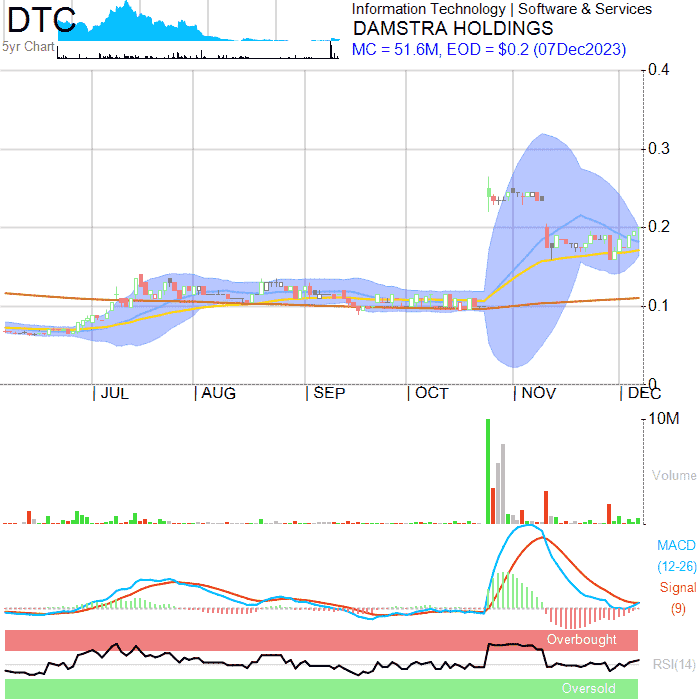 DTC
5yr Chart
Information Technology | Software & Services
DAMSTRA HOLDINGS
MC = 51.6M, EOD = $0.2 (07Dec2023)
0.4
0.3
0.2
0.1
0
JUL AUG SEP OCT NOV DEC
10M
Volume
MACD
(12-26)
Signal
(9)
Overbought
RSI(14)
Oversold